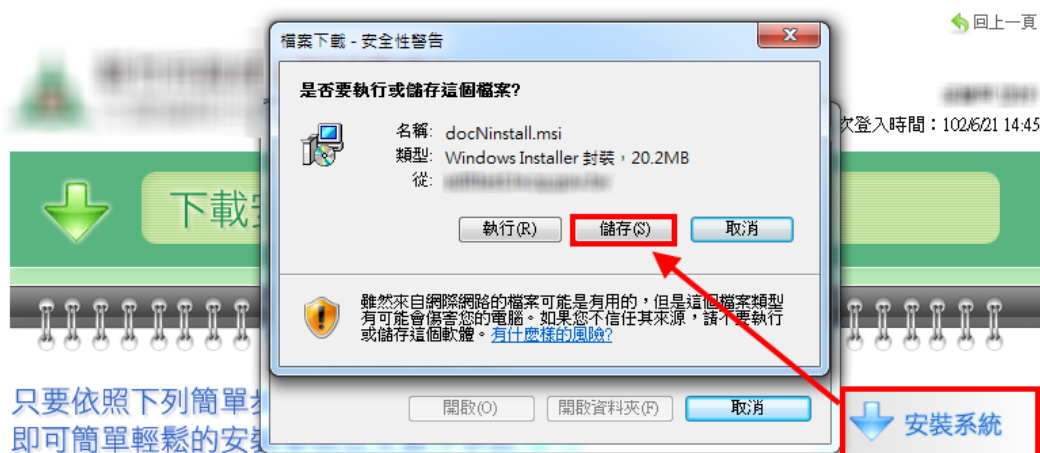 回上一頁
檔案下載 - 安全性警告
是否要執行或儲存這個檔案?
名稱: docNinstall.msi
類型: Windows Installer 封裝，20.2MB
從:
次登入時間：102/6/21 14:45
下載
執行(R) 儲存(S) 取消
雖然來自網際網路的檔案可能是有用的，但是這個檔案類型
有可能會傷害您的電腦。如果您不信任其來源，請不要執行
或儲存這個軟體。有什麼樣的風險?
只要依照下列簡單
開啟(O) 開啟資料夾(F) 取消
安裝系統
即可簡單輕鬆的安